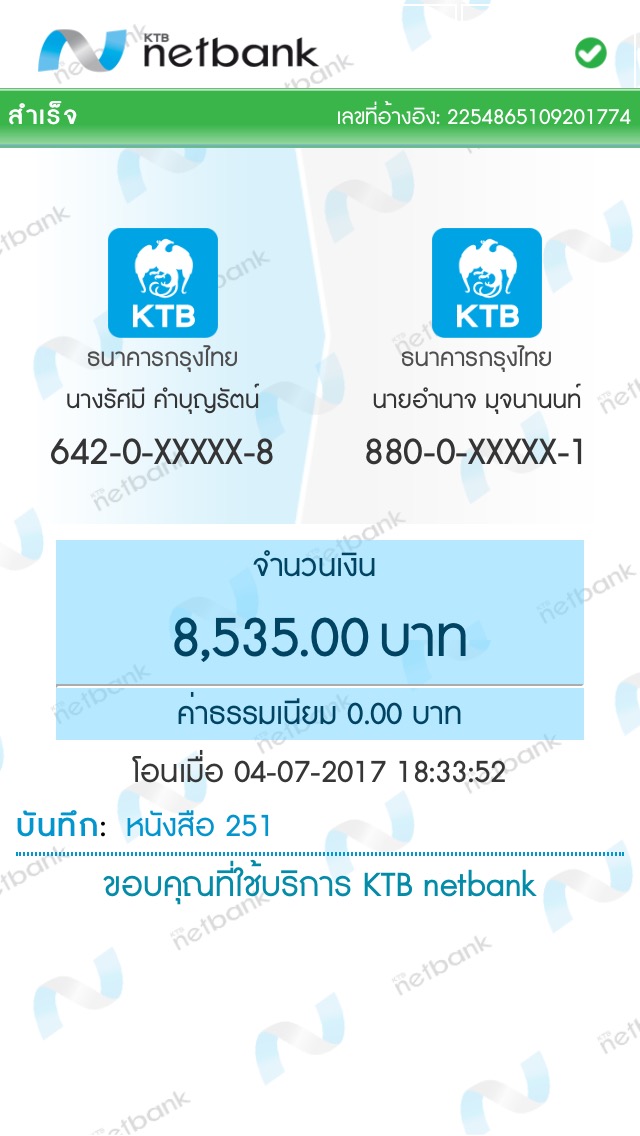 KTB
netbank
สำเร็จ
เลขที่อ้างอิง: 2254865109201774
KTB
KTB
ธนาคารกรุงไทย
ธนาคารกรุงไทย
นางรัศมี คำบุญรัตน์
นายอำนาจ มุจนานนท์
642-0-XXXXX-8
880-0-XXXXX-1
จำนวนเงิน
8,535.00 บาท
ค่าธรรมเนียม 0.00 บาท
โอนเมื่อ 04-07-2017 18:33:52
บันทึก: หนังสือ 251
ขอบคุณที่ใช้บริการ KTB netbank